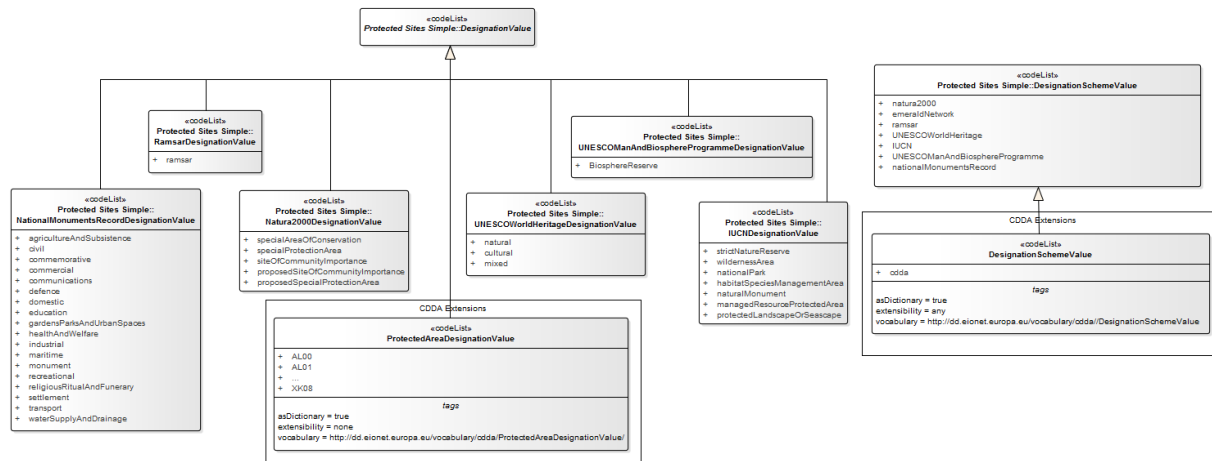 «codeList»
Protected Sites Simple::DesignationValue
«codeList»
Protected Sites Simple::
RamsarDesignationValue
+ ramsar
«codeList»
Protected Sites Simple::
UNESCOManAndBiosphereProgrammeDesignationValue
+ BiosphereReserve
«codeList»
Protected Sites Simple::DesignationSchemeValue
+ natura2000
+ emeraldNetwork
+ ramsar
+ UNESCOWorldHeritage
+ IUCN
+ UNESCOManAndBiosphereProgramme
+ nationalMonumentsRecord
«codeList»
Protected Sites Simple::
NationalMonumentsRecordDesignationValue
+ agricultureAndSubsistence
+ civil
+ commemorative
+ commercial
+ communications
+ defence
+ domestic
+ education
+ gardensParksAndUrbanSpaces
+ healthAndWelfare
+ industrial
+ maritime
+ monument
+ recreational
+ religiousRitualAndFunerary
+ settlement
+ transport
+ waterSupplyAndDrainage
«codeList»
Protected Sites Simple::
Natura2000DesignationValue
+ specialAreaOfConservation
+ specialProtectionArea
+ siteOfCommunityImportance
+ proposedSiteOfCommunityImportance
+ proposedSpecialProtectionArea
«codeList»
Protected Sites Simple::
UNESCOWorldHeritageDesignationValue
+ natural
+ cultural
+ mixed
«codeList»
Protected Sites Simple::
IUCNDesignationValue
+ strictNatureReserve
+ wildernessArea
+ nationalPark
+ habitatSpeciesManagementArea
+ naturalMonument
+ managedResourceProtectedArea
+ protectedLandscapeOrSeascape
CDDA Extensions
«codeList»
DesignationSchemeValue
+ cdda
tags
asDictionary = true
extensibility = any
vocabulary = http://dd.eionet.europa.eu/vocabulary/cdda//DesignationSchemeValue
CDDA Extensions
«codeList»
ProtectedAreaDesignationValue
+ AL00
+ AL01
+ ...
+ XK08
tags
asDictionary = true
extensibility = none
vocabulary = http://dd.eionet.europa.eu/vocabulary/cdda/ProtectedAreaDesignationValue/